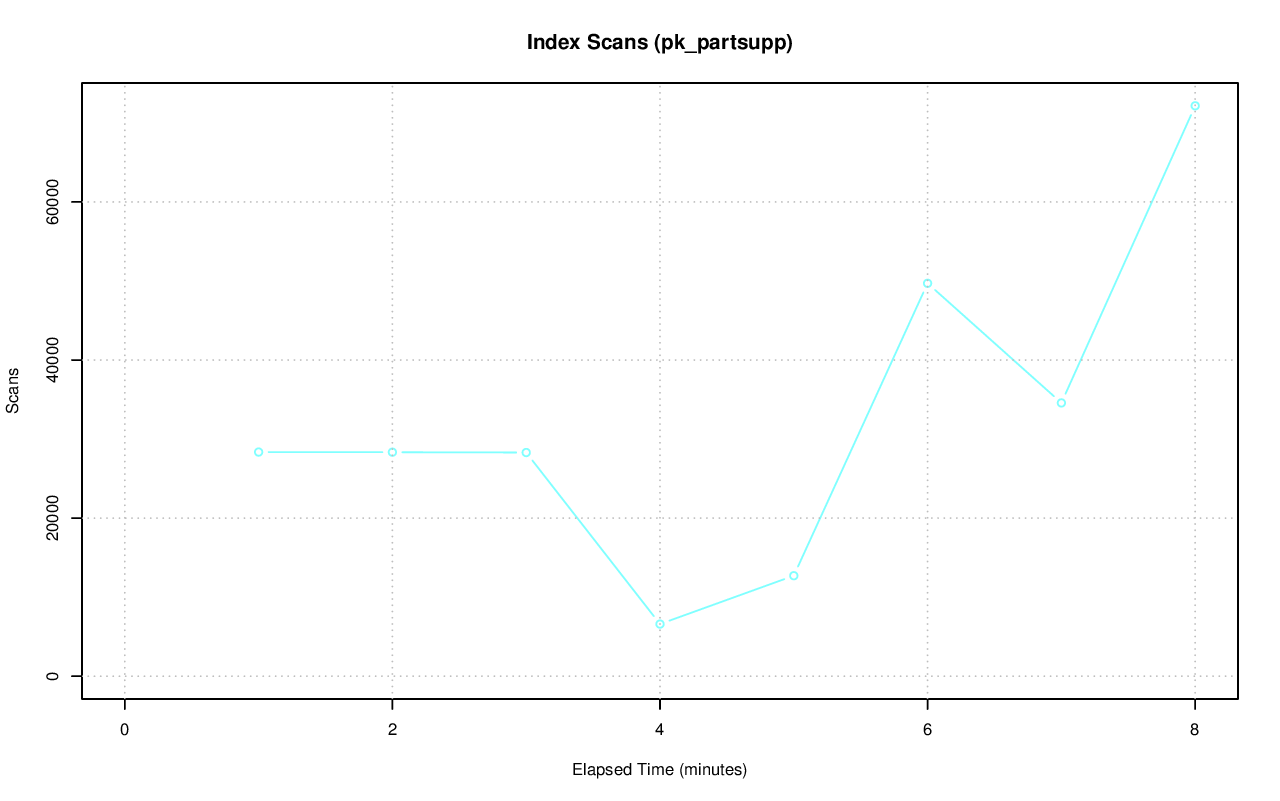 Index Scans (pk_partsupp)
60000
40000
20000
0
Scans
0 2 4 6 8
Elapsed Time (minutes)